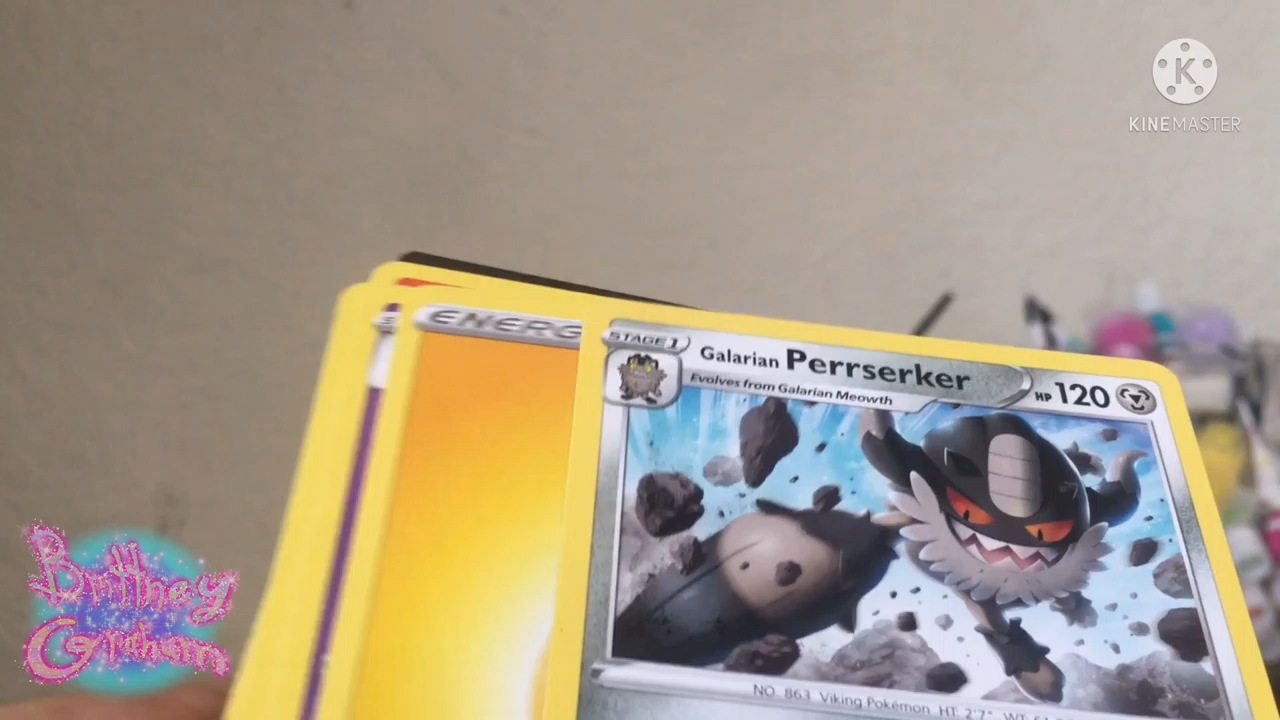 KINEMASTER
ENERG
STAGE 1
Galarian Perrserker
HP 120
Evolves from Galarian Meowth
NO. 863 Viking Pokémon HT: 2'7" WT:
Brittney
Graham